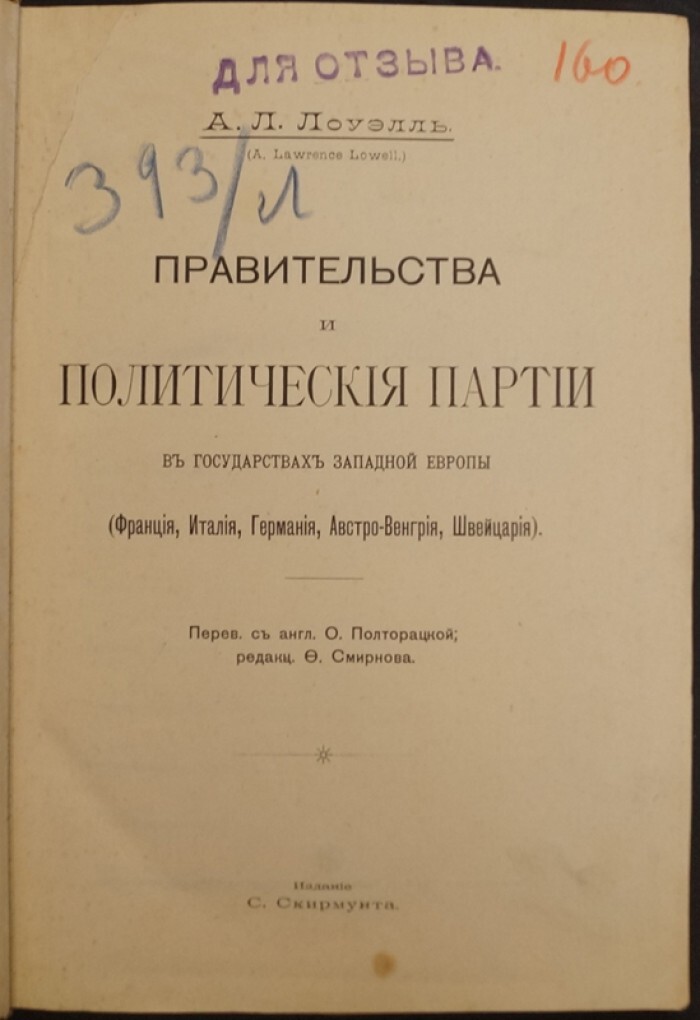 ДЛЯ ОТЗЫВА.
160
А. Л. Лоуэлль.
(A. Lawrence Lowell.)
393/Л
ПРАВИТЕЛЬСТВА
И
ПОЛИТИЧЕСКІЯ ПАРТІИ
ВЪ ГОСУДАРСТВАХЪ ЗАПАДНОЙ ЕВРОПЫ
(Франція, Италія, Германія, Австро-Венгрія, Швейцарія).
Перев. съ англ. О. Полторацкой;
редакц. Ѳ. Смирнова.
Изданіе
С. Скирмунта.